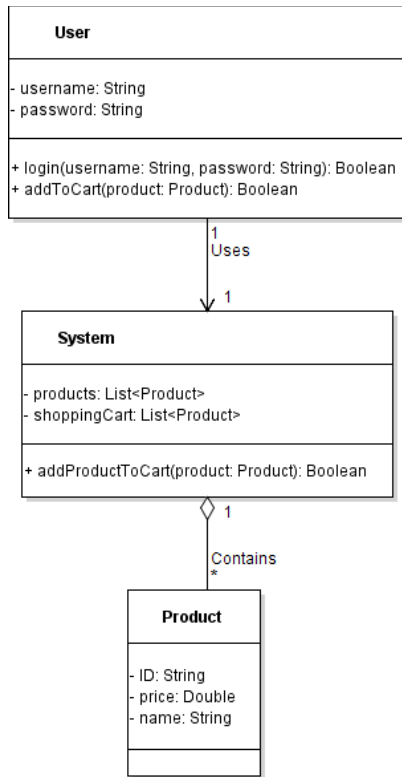 User
- username: String
- password: String
+ login(username: String, password: String): Boolean
+ addToCart(product: Product): Boolean
1
Uses
1
System
- products: List<Product>
- shoppingCart: List<Product>
+ addProductToCart(product: Product): Boolean
1
Contains
*
Product
- ID: String
- price: Double
- name: String